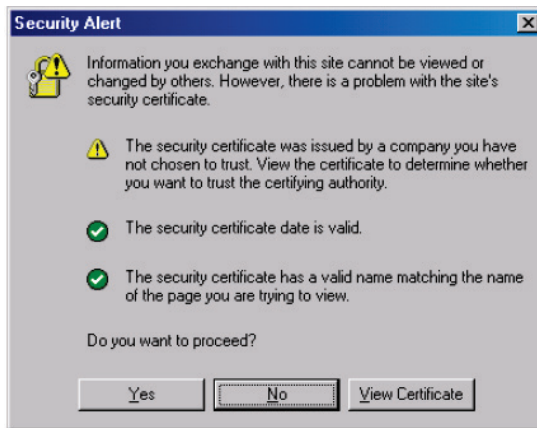 Security Alert
Information you exchange with this site cannot be viewed or
changed by others. However, there is a problem with the site's
security certificate.
The security certificate was issued by a company you have
not chosen to trust. View the certificate to determine whether
you want to trust the certifying authority.
The security certificate date is valid.
The security certificate has a valid name matching the name
of the page you are trying to view.
Do you want to proceed?
Yes
No
View Certificate